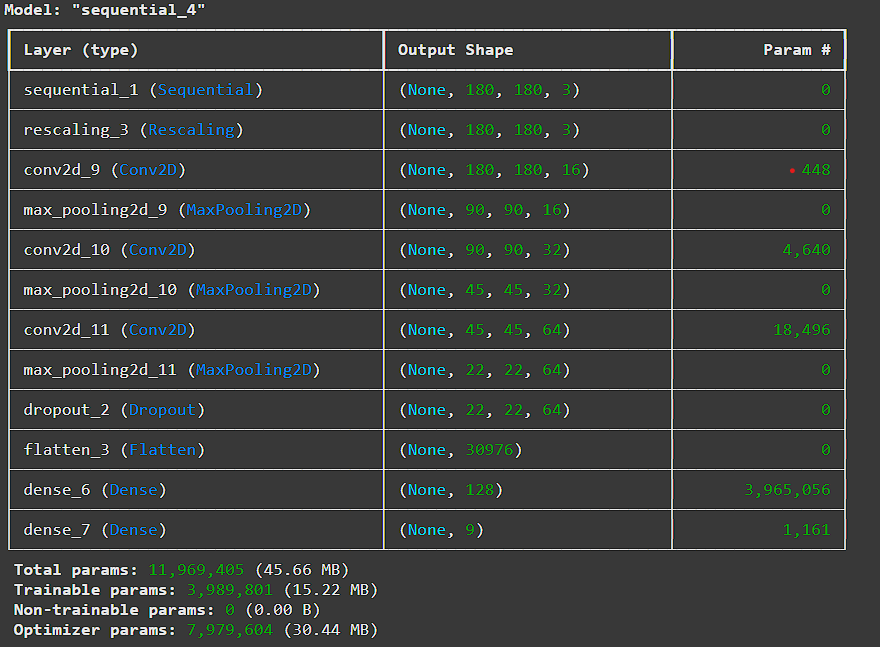 Model: "sequential_4"
Layer (type) Output Shape Param #
sequential_1 (Sequential) (None, 180, 180, 3) 0
rescaling_3 (Rescaling) (None, 180, 180, 3) 0
conv2d_9 (Conv2D) (None, 180, 180, 16) 448
max_pooling2d_9 (MaxPooling2D) (None, 90, 90, 16) 0
conv2d_10 (Conv2D) (None, 90, 90, 32) 4,640
max_pooling2d_10 (MaxPooling2D) (None, 45, 45, 32) 0
conv2d_11 (Conv2D) (None, 45, 45, 64) 18,496
max_pooling2d_11 (MaxPooling2D) (None, 22, 22, 64) 0
dropout_2 (Dropout) (None, 22, 22, 64) 0
flatten_3 (Flatten) (None, 30976) 0
dense_6 (Dense) (None, 128) 3,965,056
dense_7 (Dense) (None, 9) 1,161
Total params: 11,969,405 (45.66 MB)
Trainable params: 3,989,801 (15.22 MB)
Non-trainable params: 0 (0.00 B)
Optimizer params: 7,979,604 (30.44 MB)